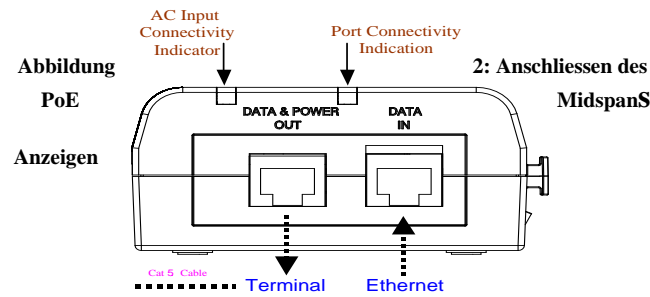 AC Input
Connectivity
Indicator
Port Connectivity
Indication
Abbildung 2: Anschliessen des
PoE MidspanS
DATA & POWER
OUT
DATA
IN
Anzeigen
Cat 5 Cable
Terminal
Ethernet